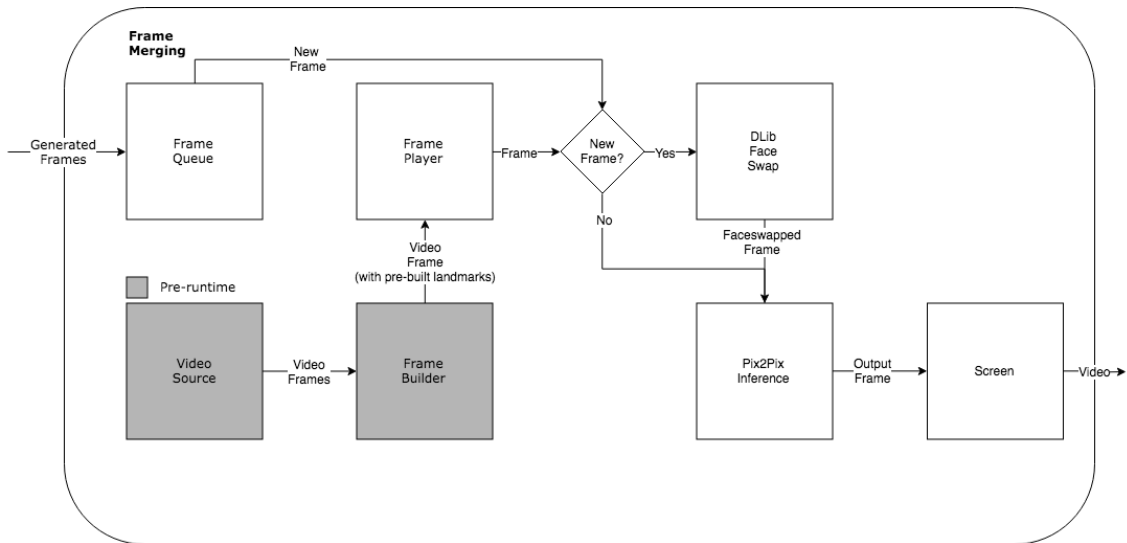 Frame
Merging
New
Frame
Generated
Frames
Frame
Queue
Frame
Player
Frame
New
Frame?
Yes
DLib
Face
Swap
No
Faceswapped
Frame
Video
Frame
(with pre-built landmarks)
Pre-runtime
Video
Source
Video
Frames
Frame
Builder
Pix2Pix
Inference
Output
Frame
Screen
Video